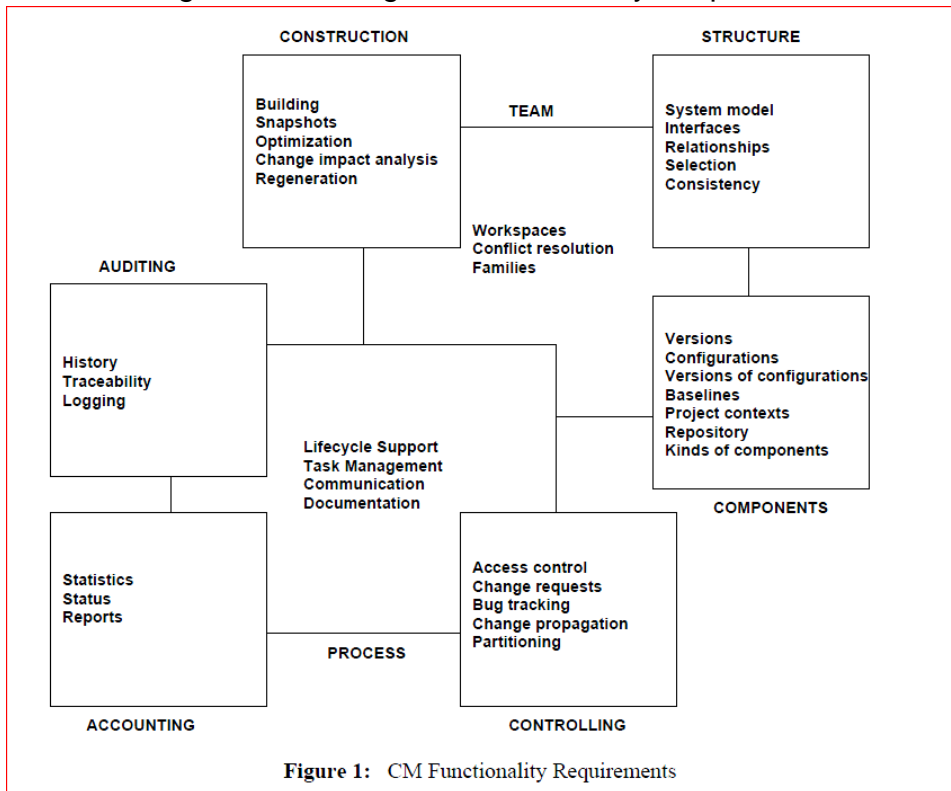 CONSTRUCTION
STRUCTURE
Building
Snapshots
Optimization
Change impact analysis
Regeneration
TEAM
System model
Interfaces
Relationships
Selection
Consistency
Workspaces
Conflict resolution
Families
AUDITING
History
Traceability
Logging
Versions
Configurations
Versions of configurations
Baselines
Project contexts
Repository
Kinds of components
COMPONENTS
Lifecycle Support
Task Management
Communication
Documentation
Statistics
Status
Reports
Access control
Change requests
Bug tracking
Change propagation
Partitioning
PROCESS
ACCOUNTING
CONTROLLING
Figure 1: CM Functionality Requirements